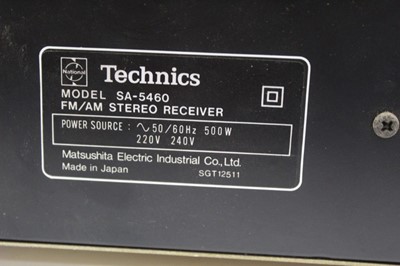 National
Technics
MODEL SA-5460
FM/AM STEREO RECEIVER
POWER SOURCE : ∿50/60Hz 500W
220V 240V
Matsushita Electric Industrial Co., Ltd.
Made in Japan SGT12511